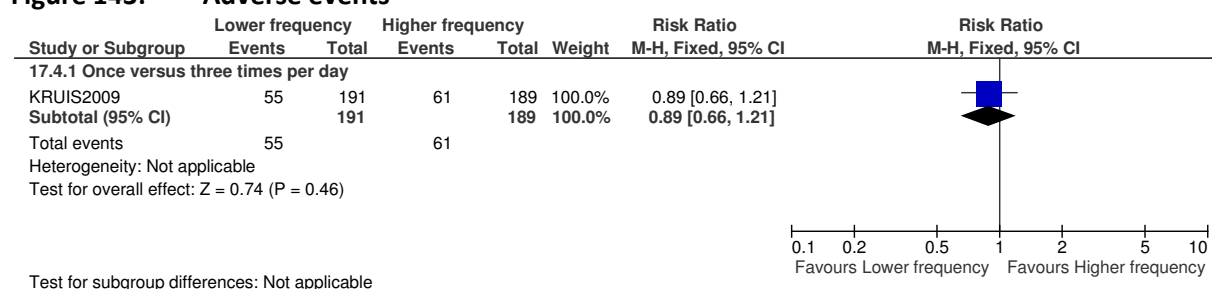 Figure 143: Adverse events
Lower frequency Higher frequency Risk Ratio Risk Ratio
Study or Subgroup Events Total Events Total Weight M-H, Fixed, 95% CI M-H, Fixed, 95% CI
17.4.1 Once versus three times per day
KRUIS2009 55 191 61 189 100.0% 0.89 [0.66, 1.21]
Subtotal (95% CI) 191 189 100.0% 0.89 [0.66, 1.21]
Total events 55 61
Heterogeneity: Not applicable
Test for overall effect: Z = 0.74 (P = 0.46)
0.1 0.2 0.5 1 2 5 10
Favours Lower frequency Favours Higher frequency
Test for subgroup differences: Not applicable